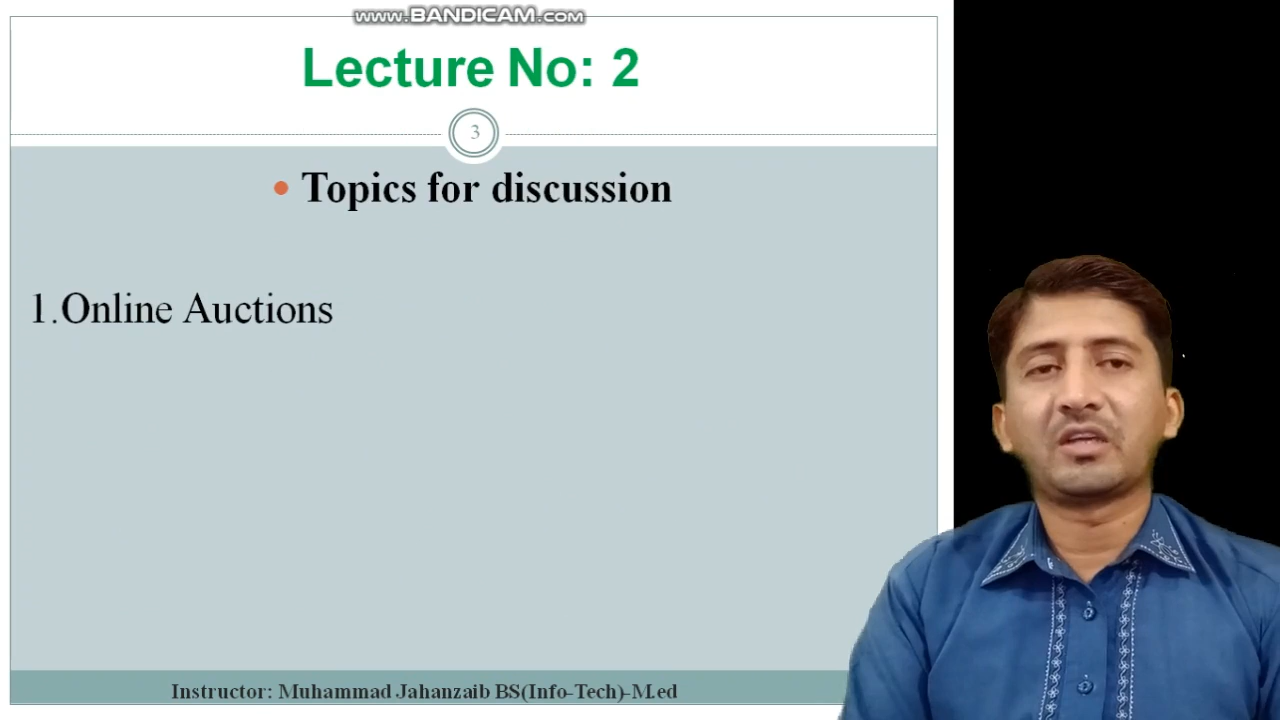 www.BANDICAM.com
Lecture No: 2
3
• Topics for discussion
1.Online Auctions
Instructor: Muhammad Jahanzaib BS(Info-Tech)-M.ed